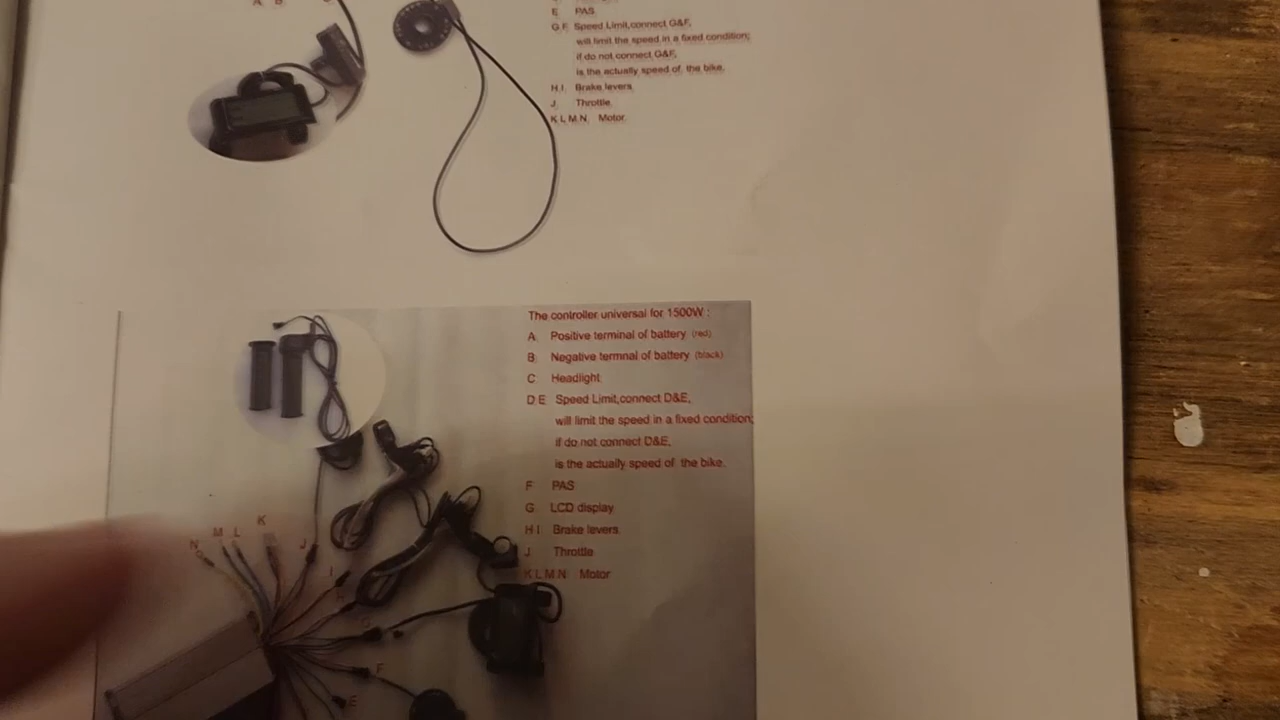 A B
E PAS
G.F. Speed Limit,connect G&F,
will limit the speed in a fixed condition;
if do not connect G&F,
is the actually speed of the bike.
H.I. Brake levers
J. Throttle
K L M N Motor
The controller universal for 1500W :
A Positive terminal of battery (red)
B Negative termnal of battery (black)
C Headlight
D E Speed Limit,connect D&E,
will limit the speed in a fixed condition;
if do not connect D&E,
is the actually speed of the bike.
F PAS
G LCD display
H I Brake levers
J Throttle
K L M N Motor
K
M L
N
J
I
H
G
F
E